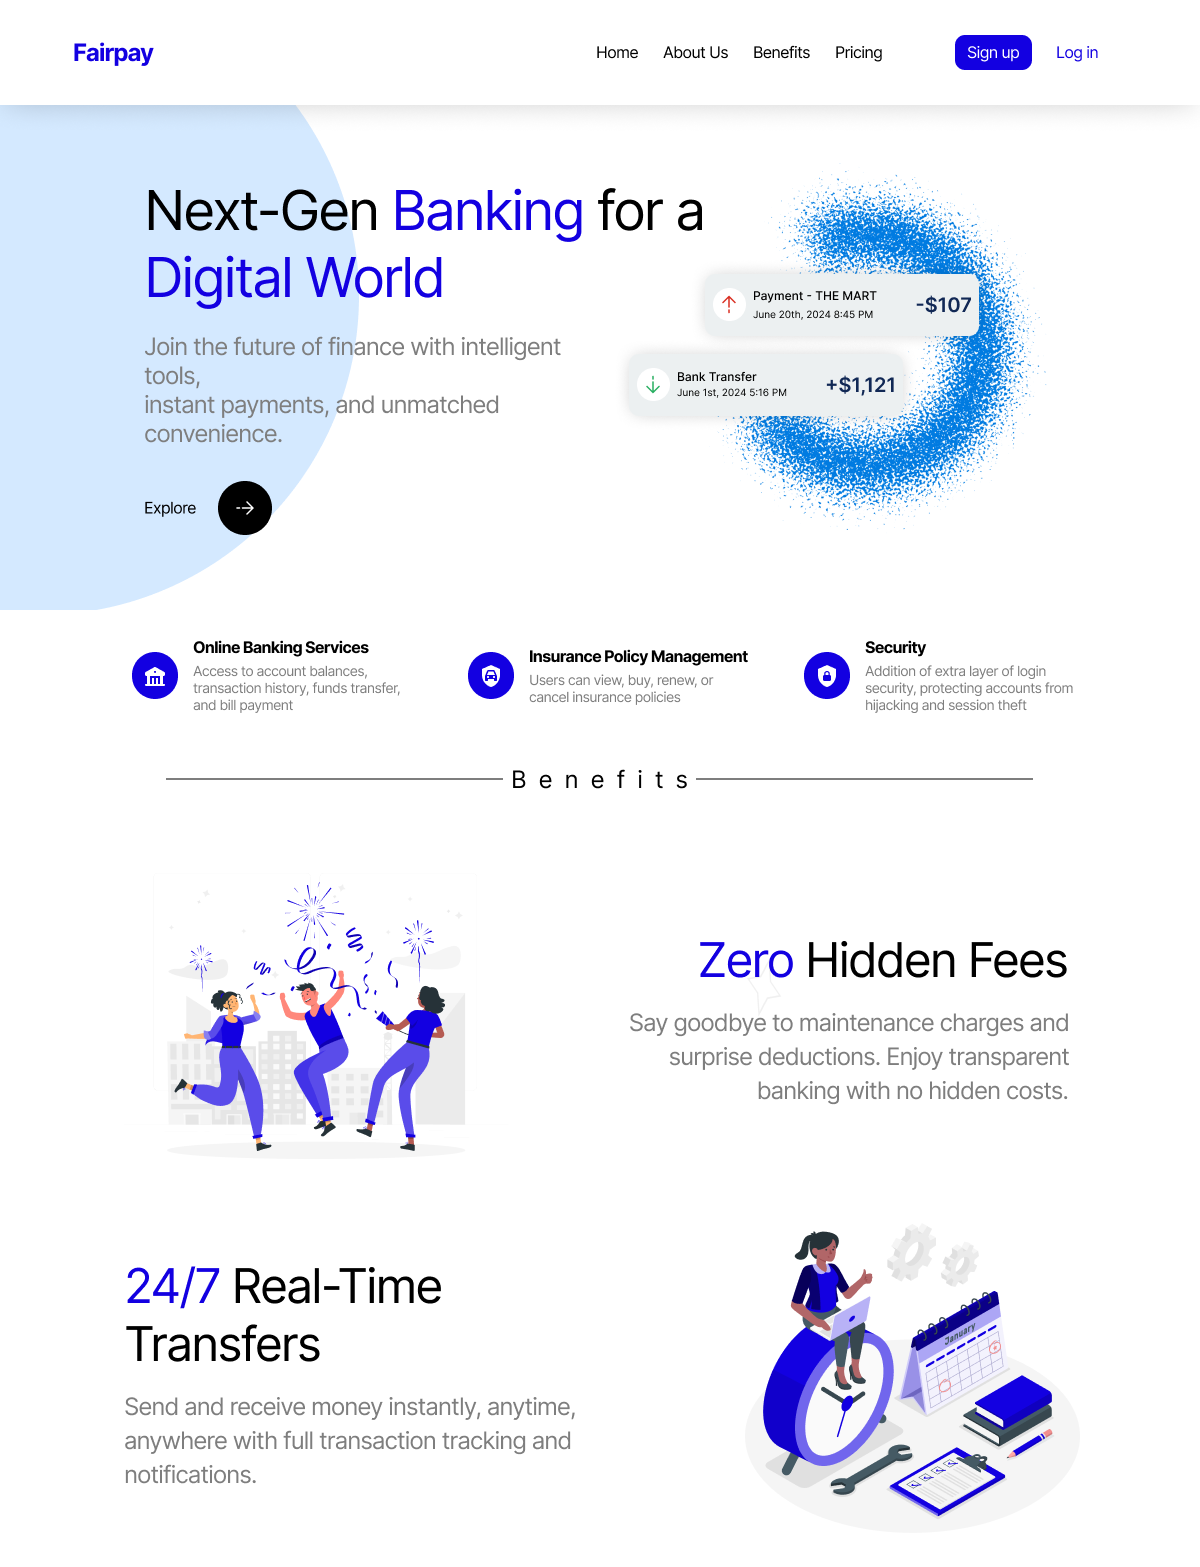 Fairpay
Home
About Us
Benefits
Pricing
Sign up
Log in
Next-Gen Banking for a
Digital World
Join the future of finance with intelligent
tools,
instant payments, and unmatched
convenience.
Explore
Payment - THE MART
June 20th, 2024 8:45 PM
-$107
Bank Transfer
June 1st, 2024 5:16 PM
+$1,121
Online Banking Services
Access to account balances,
transaction history, funds transfer,
and bill payment
Insurance Policy Management
Users can view, buy, renew, or
cancel insurance policies
Security
Addition of extra layer of login
security, protecting accounts from
hijacking and session theft
Benefits
Zero Hidden Fees
Say goodbye to maintenance charges and
surprise deductions. Enjoy transparent
banking with no hidden costs.
24/7 Real-Time
Transfers
Send and receive money instantly, anytime,
anywhere with full transaction tracking and
notifications.
January